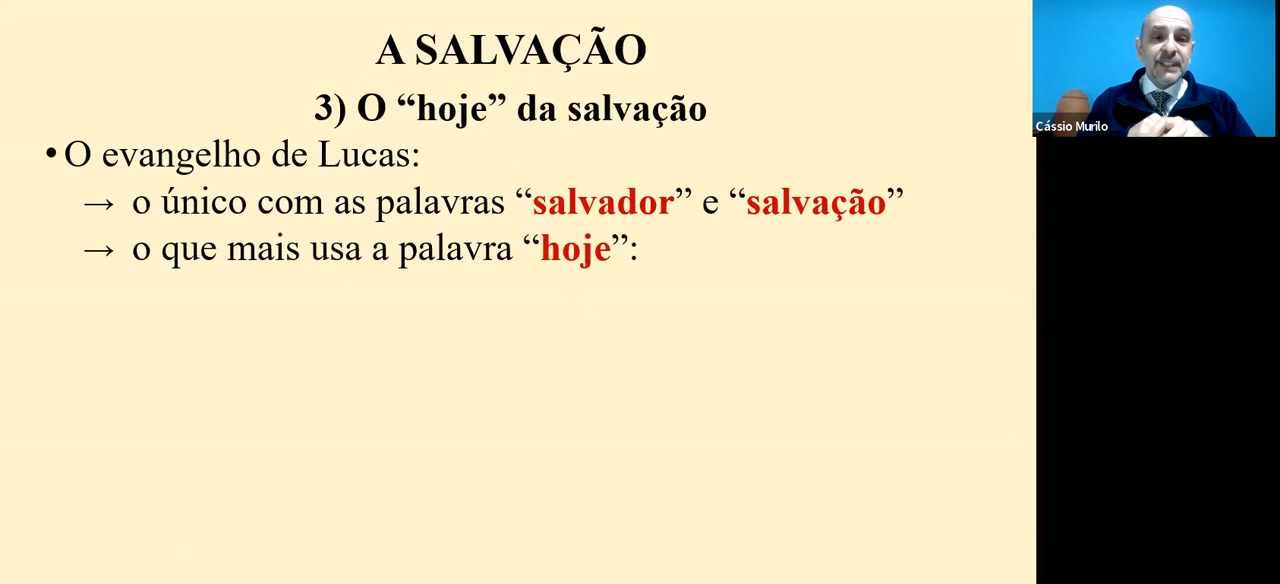 A SALVAÇÃO
3) O “hoje” da salvação
• O evangelho de Lucas:
→ o único com as palavras “salvador” e “salvação”
→ o que mais usa a palavra “hoje”:
Cássio Murilo